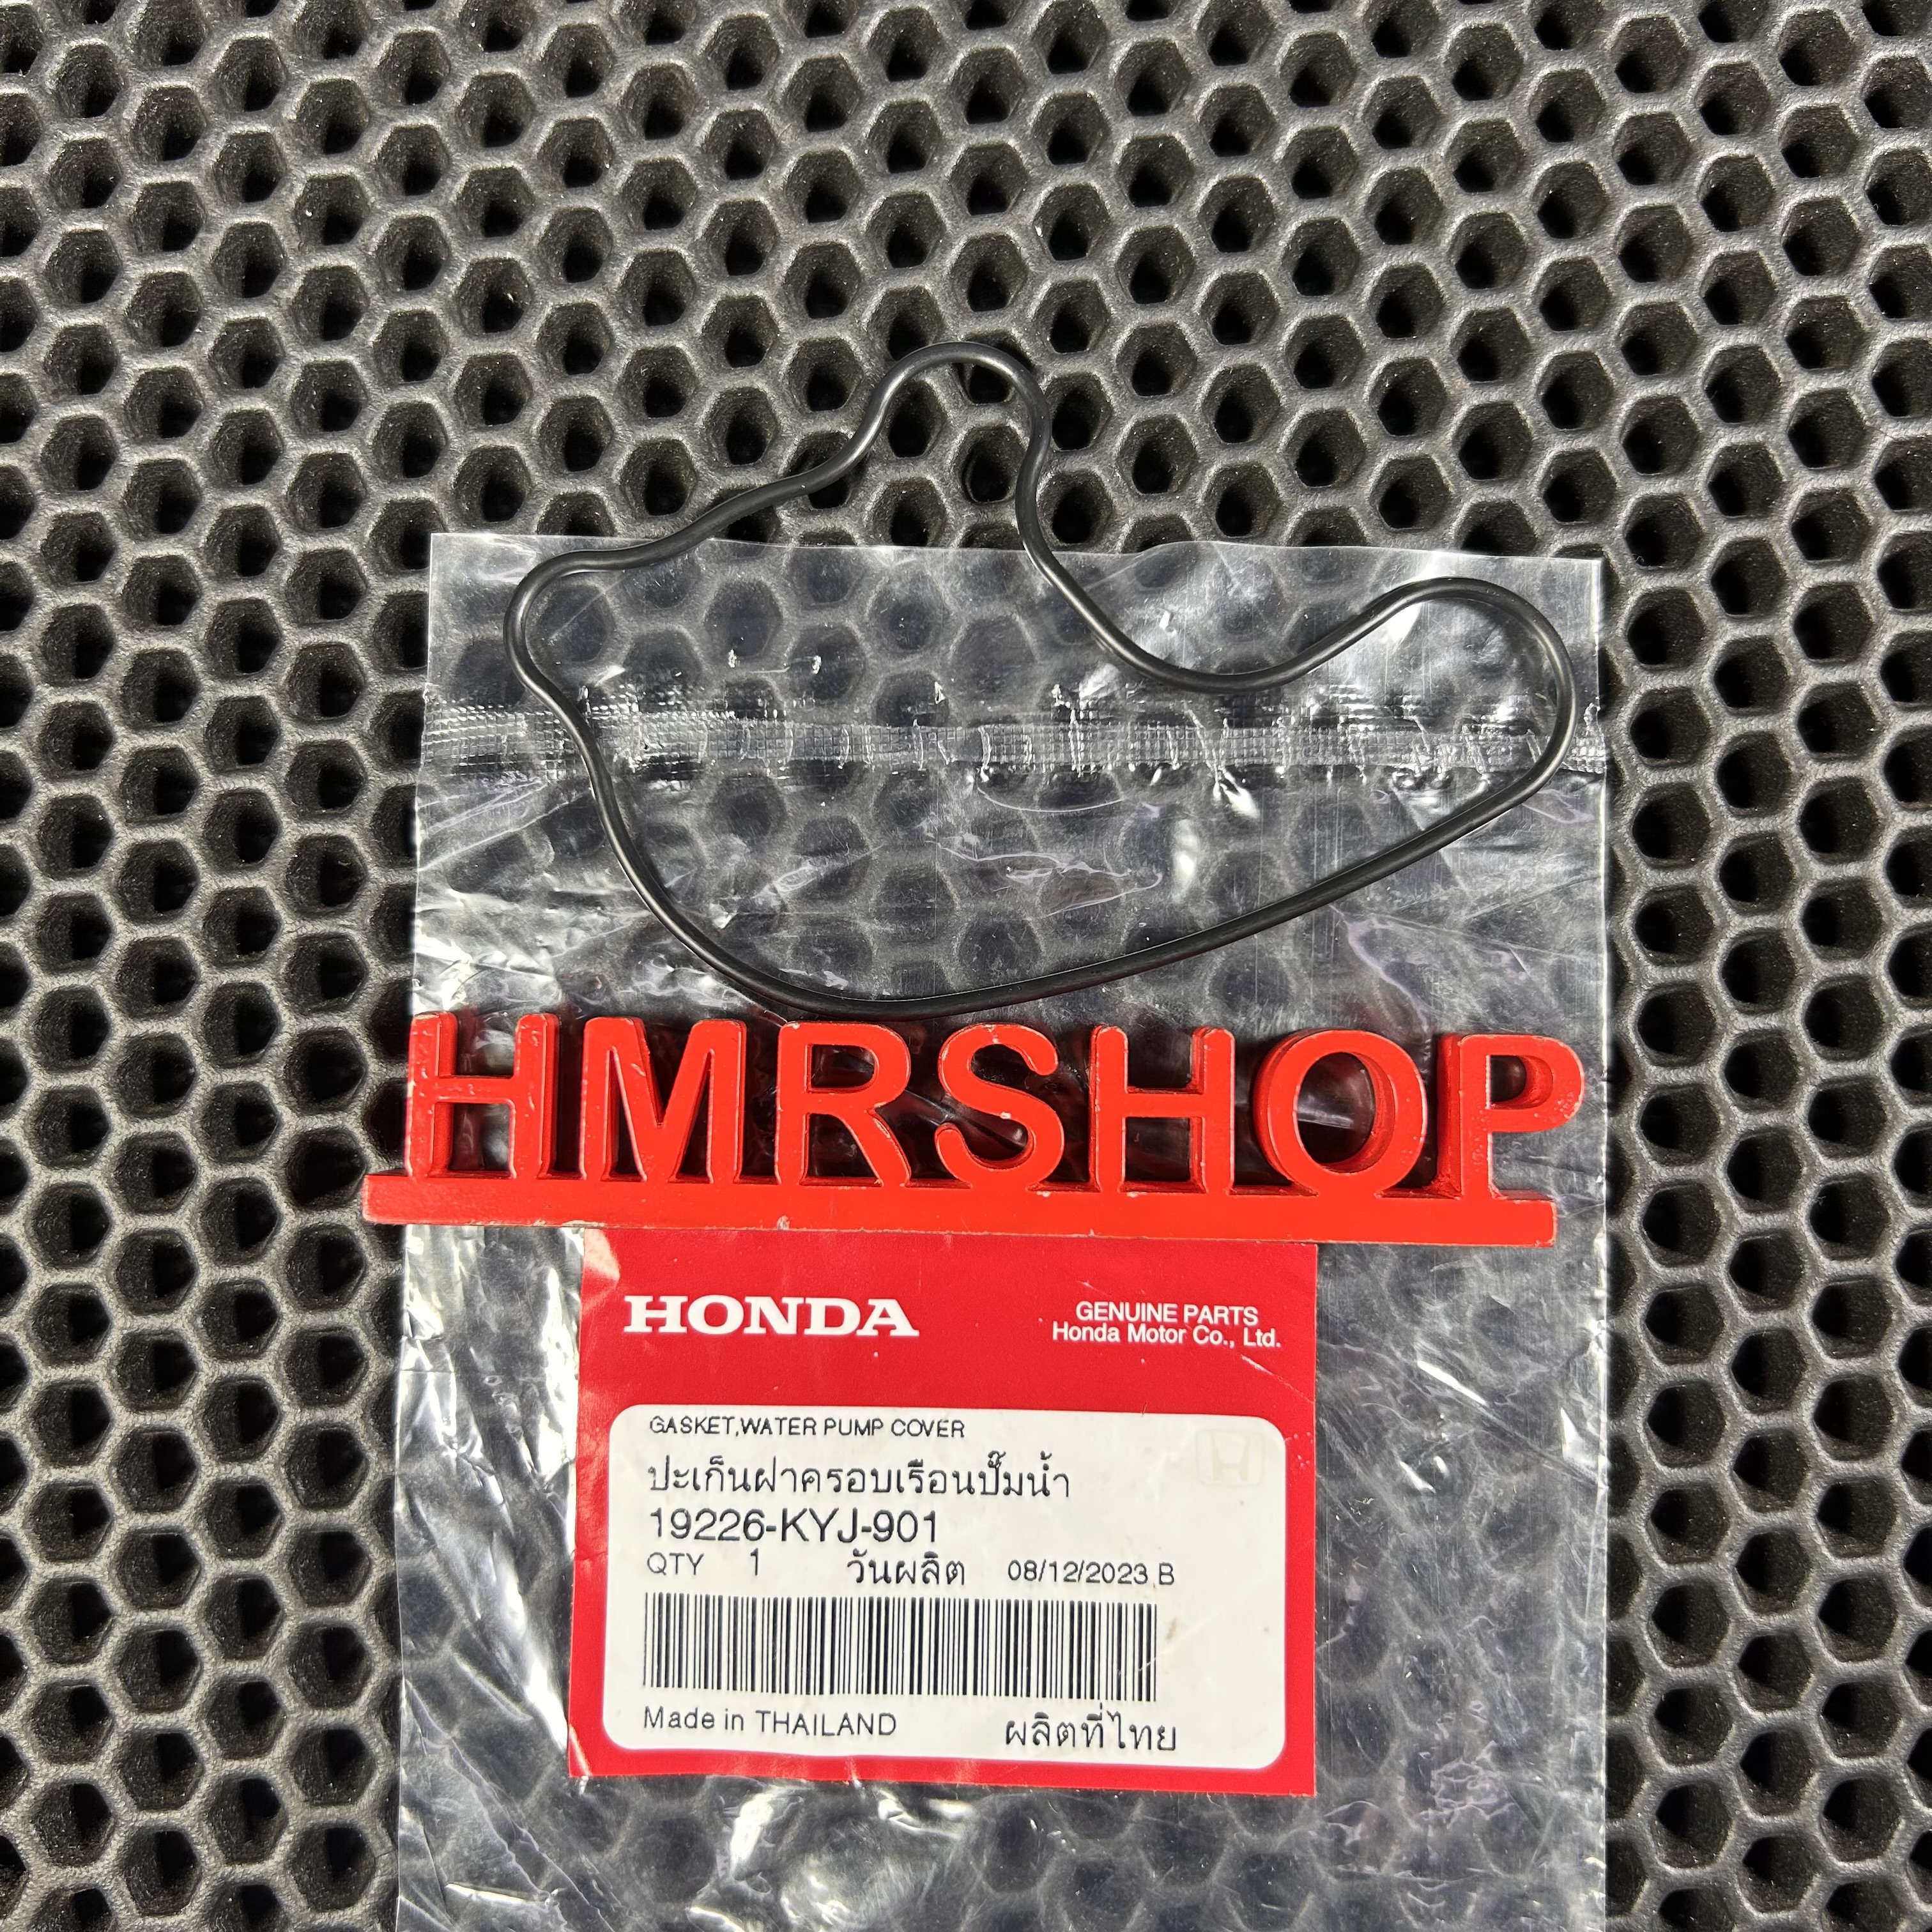 HMRSHOP
HONDA
GENUINE PARTS
Honda Motor Co., Ltd.
GASKET,WATER PUMP COVER
ปะเก็นฝาครอบเรือนปั๊มน้ำ
19226-KYJ-901
QTY 1 วันผลิต 08/12/2023 B
Made in THAILAND ผลิตที่ไทย